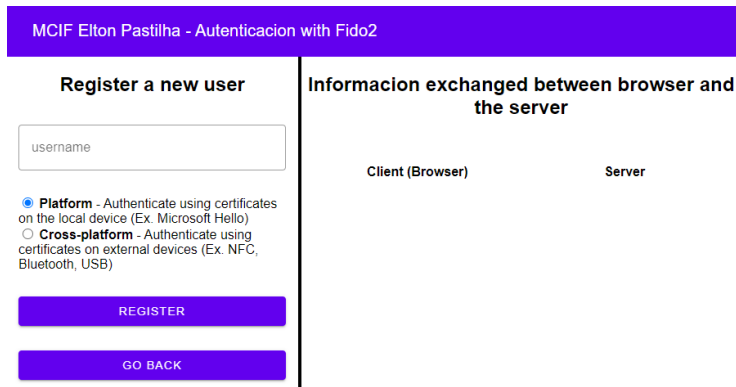 MCIF Elton Pastilha - Autenticacion with Fido2
Register a new user
username
Platform - Authenticate using certificates
on the local device (Ex. Microsoft Hello)
Cross-platform - Authenticate using
certificates on external devices (Ex. NFC,
Bluetooth, USB)
REGISTER
GO BACK
Informacion exchanged between browser and
the server
Client (Browser)
Server